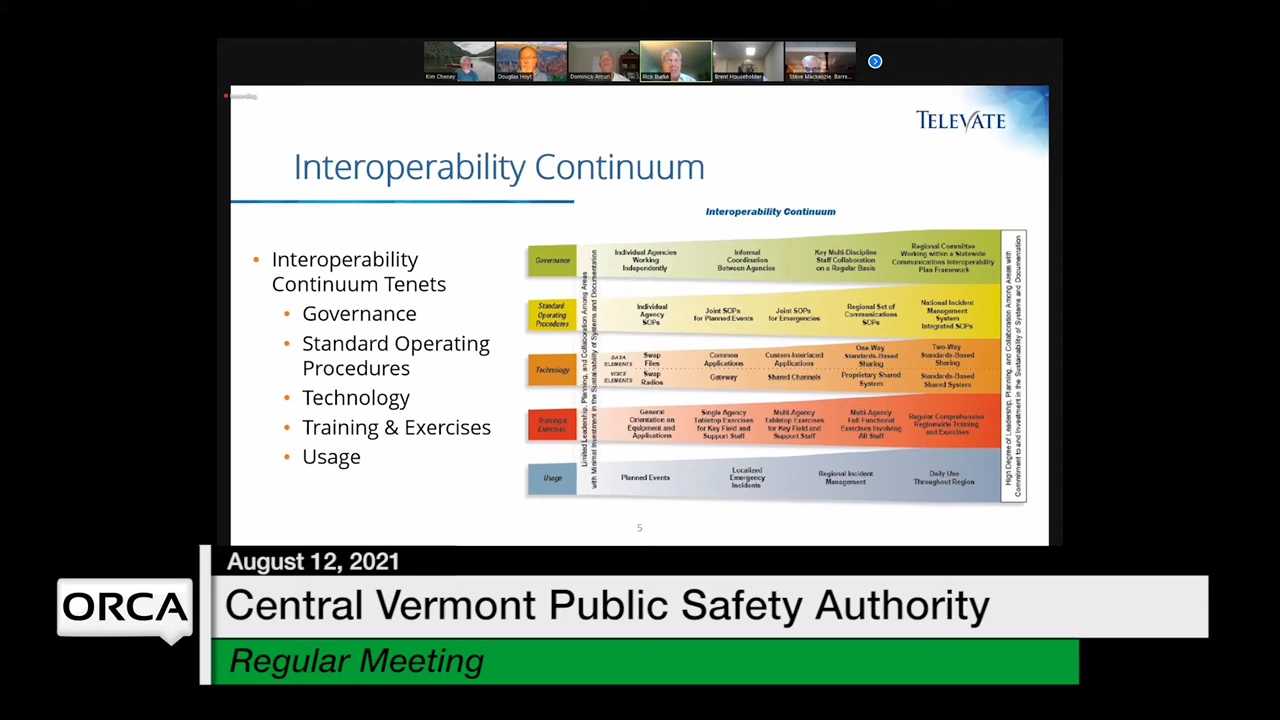 Kim Cheney
Douglas Hoyt
Dominick Arcuri
Rick Burke
Brent Householder
Steve Mackenzie Barre...
TELEVATE
Interoperability Continuum
Interoperability Continuum
• Interoperability
Continuum Tenets
• Governance
• Standard Operating
Procedures
• Technology
• Training & Exercises
• Usage
Limited Leadership, Planning, and Collaboration Among Areas
with Minimal Investment in the Sustainability of Systems and Documentation
Governance
Individual Agencies
Working
Independently
Informal
Coordination
Between Agencies
Key Multi-Discipline
Staff Collaboration
on a Regular Basis
Regional Committee
Working within a Statewide
Communications Interoperability
Plan Framework
Standard
Operating
Procedures
Individual
Agency
SOPs
Joint SOPs
for Planned Events
Joint SOPs
for Emergencies
Regional Set of
Communications
SOPs
National Incident
Management
System
Integrated SOPs
Technology
DATA
ELEMENTS
Swap
Files
Common
Applications
Custom-Interfaced
Applications
One-Way
Standards-Based
Sharing
Two-Way
Standards-Based
Sharing
VOICE
ELEMENTS
Swap
Radios
Gateway
Shared Channels
Proprietary Shared
System
Standards-Based
Shared System
Training &
Exercises
General
Orientation on
Equipment and
Applications
Single Agency
Tabletop Exercises
for Key Field and
Support Staff
Multi-Agency
Tabletop Exercises
for Key Field and
Support Staff
Multi-Agency
Full Functional
Exercises Involving
All Staff
Regular Comprehensive
Regionwide Training
and Exercises
Usage
Planned Events
Localized
Emergency
Incidents
Regional Incident
Management
Daily Use
Throughout Region
High Degree of Leadership, Planning, and Collaboration Among Areas with
Commitment to and Investment in the Sustainability of Systems and Documentation
5
August 12, 2021
ORCA
Central Vermont Public Safety Authority
Regular Meeting